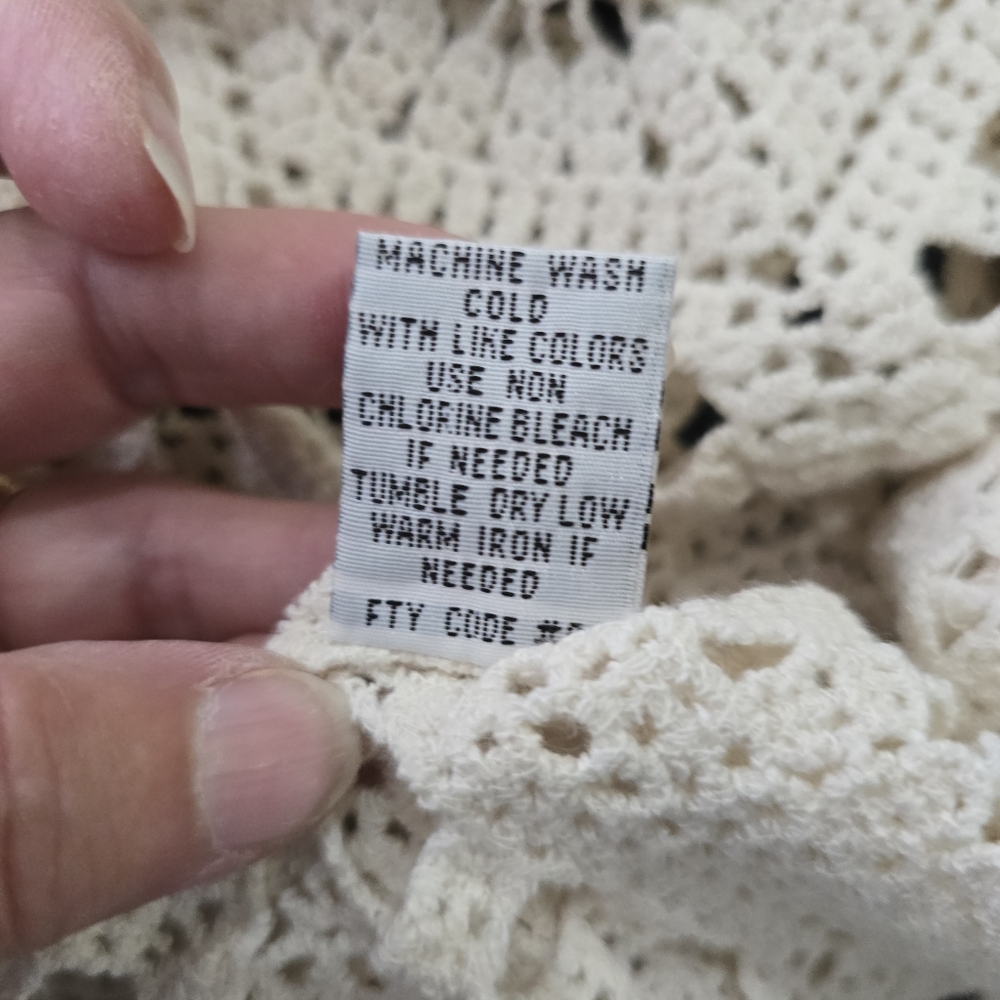 MACHINE WASH
COLD
WITH LIKE COLORS
USE NON
CHLORINE BLEACH
IF NEEDED
TUMBLE DRY LOW
WARM IRON IF
NEEDED
FTY CODE